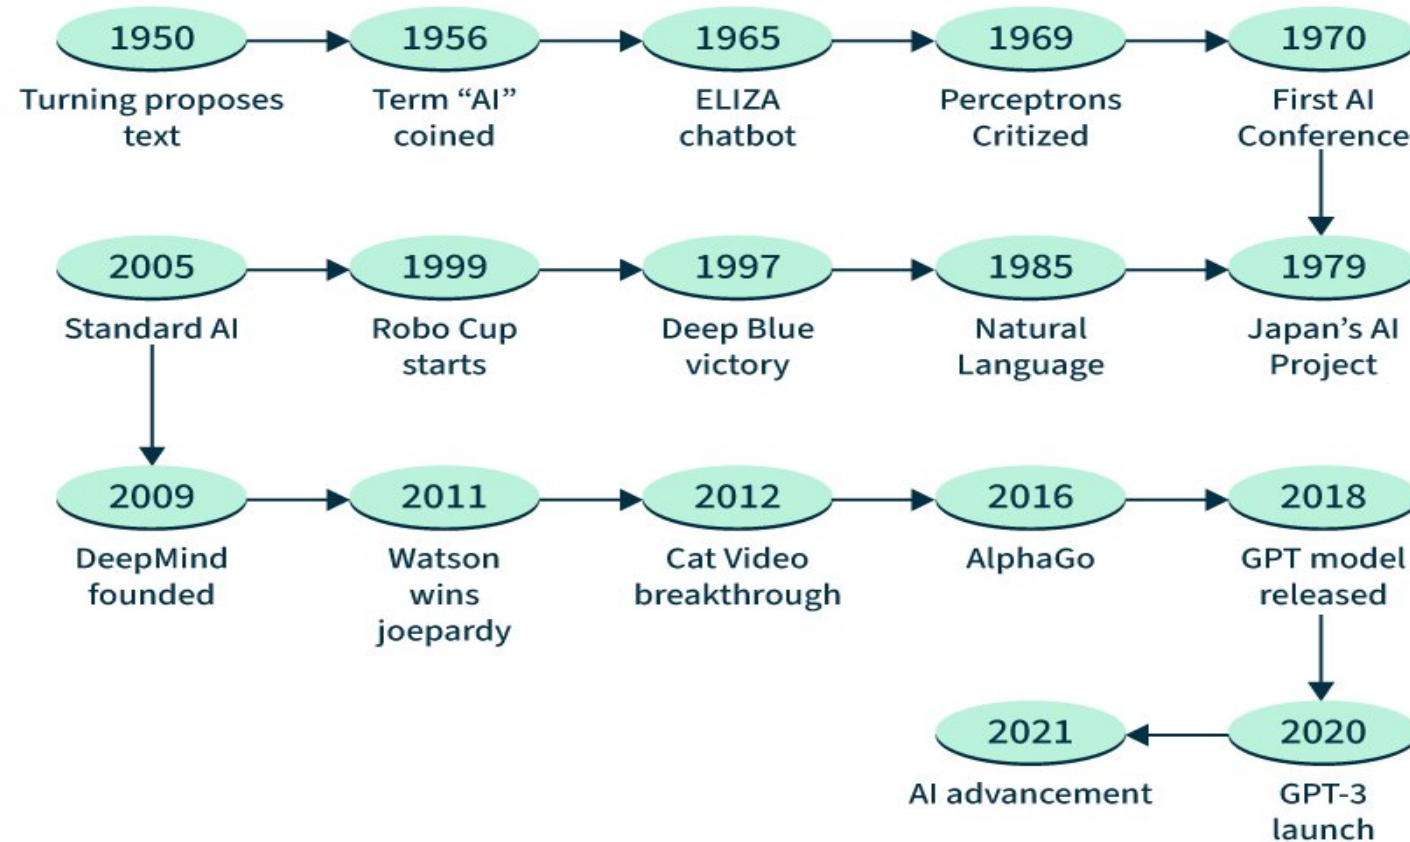 1950
Turning proposes
text
1956
Term “AI”
coined
1965
ELIZA
chatbot
1969
Perceptrons
Critized
1970
First AI
Conference
2005
Standard AI
1999
Robo Cup
starts
1997
Deep Blue
victory
1985
Natural
Language
1979
Japan’s AI
Project
2009
DeepMind
founded
2011
Watson
wins
joepardy
2012
Cat Video
breakthrough
2016
AlphaGo
2018
GPT model
released
2021
AI advancement
2020
GPT-3
launch